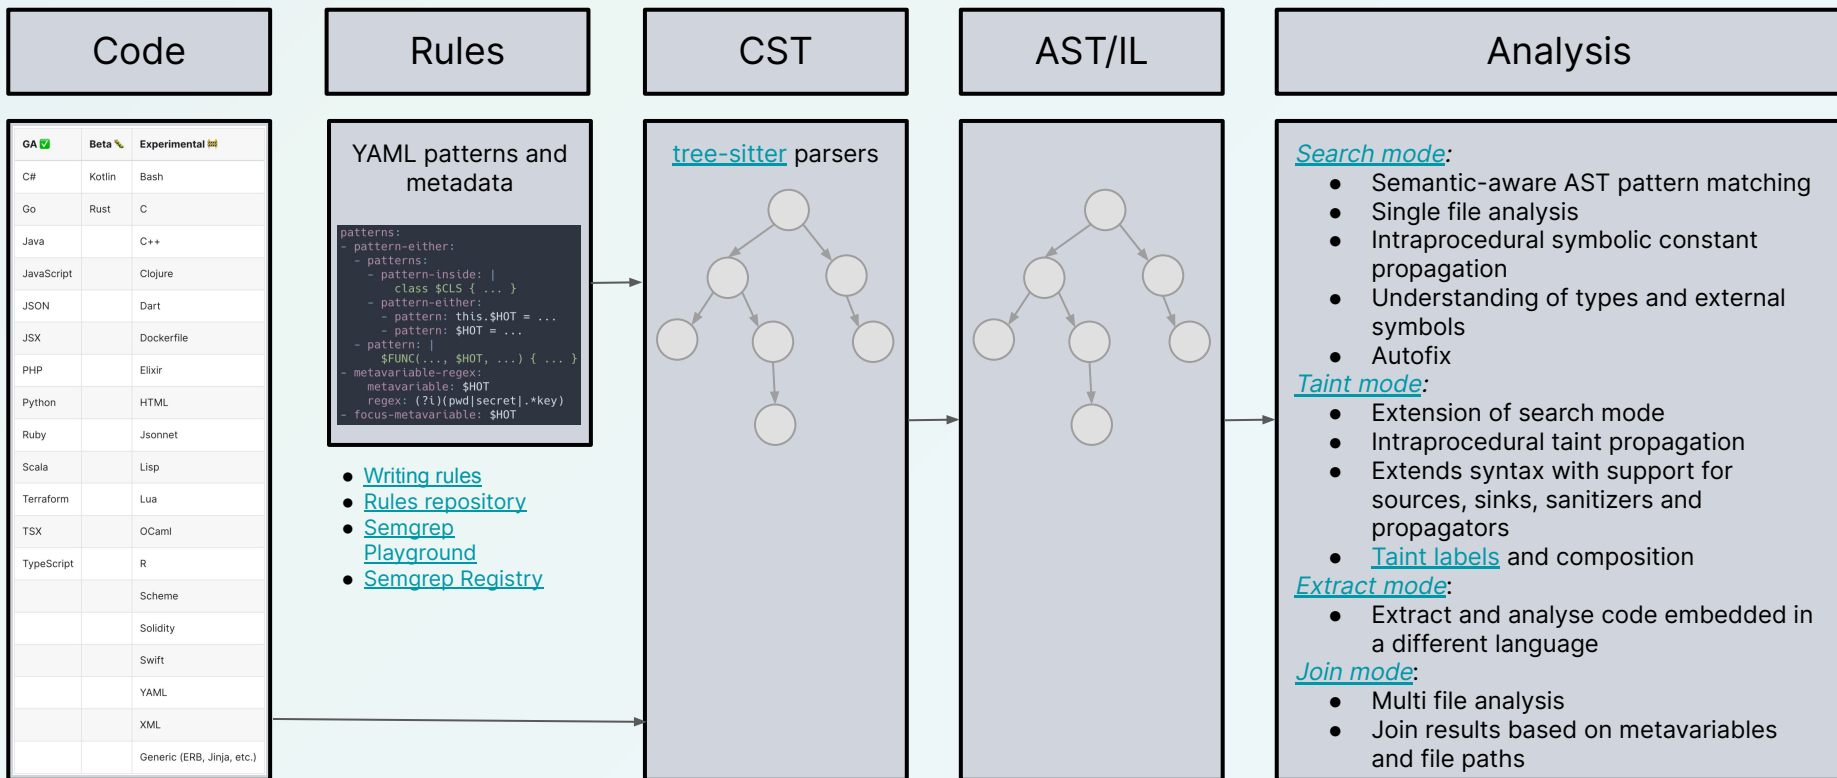 Code
Rules
CST
AST/IL
Analysis
GA ✅ Beta 🐛 Experimental 🚧
C# Kotlin Bash
Go Rust C
Java C++
JavaScript Clojure
JSON Dart
JSX Dockerfile
PHP Elixir
Python HTML
Ruby Jsonnet
Scala Lisp
Terraform Lua
TSX OCaml
TypeScript R
Scheme
Solidity
Swift
YAML
XML
Generic (ERB, Jinja, etc.)
YAML patterns and
metadata
patterns:
- pattern-either:
  - patterns:
    - pattern-inside: |
        class $CLS { ... }
    - pattern-either:
      - pattern: this.$HOT = ...
      - pattern: $HOT = ...
  - pattern: |
      $FUNC(..., $HOT, ...) { ... }
- metavariable-regex:
    metavariable: $HOT
    regex: (?i)(pwd|secret|.*key)
- focus-metavariable: $HOT
● Writing rules
● Rules repository
● Semgrep
Playground
● Semgrep Registry
tree-sitter parsers
Search mode:
● Semantic-aware AST pattern matching
● Single file analysis
● Intraprocedural symbolic constant
propagation
● Understanding of types and external
symbols
● Autofix
Taint mode:
● Extension of search mode
● Intraprocedural taint propagation
● Extends syntax with support for
sources, sinks, sanitizers and
propagators
● Taint labels and composition
Extract mode:
● Extract and analyse code embedded in
a different language
Join mode:
● Multi file analysis
● Join results based on metavariables
and file paths